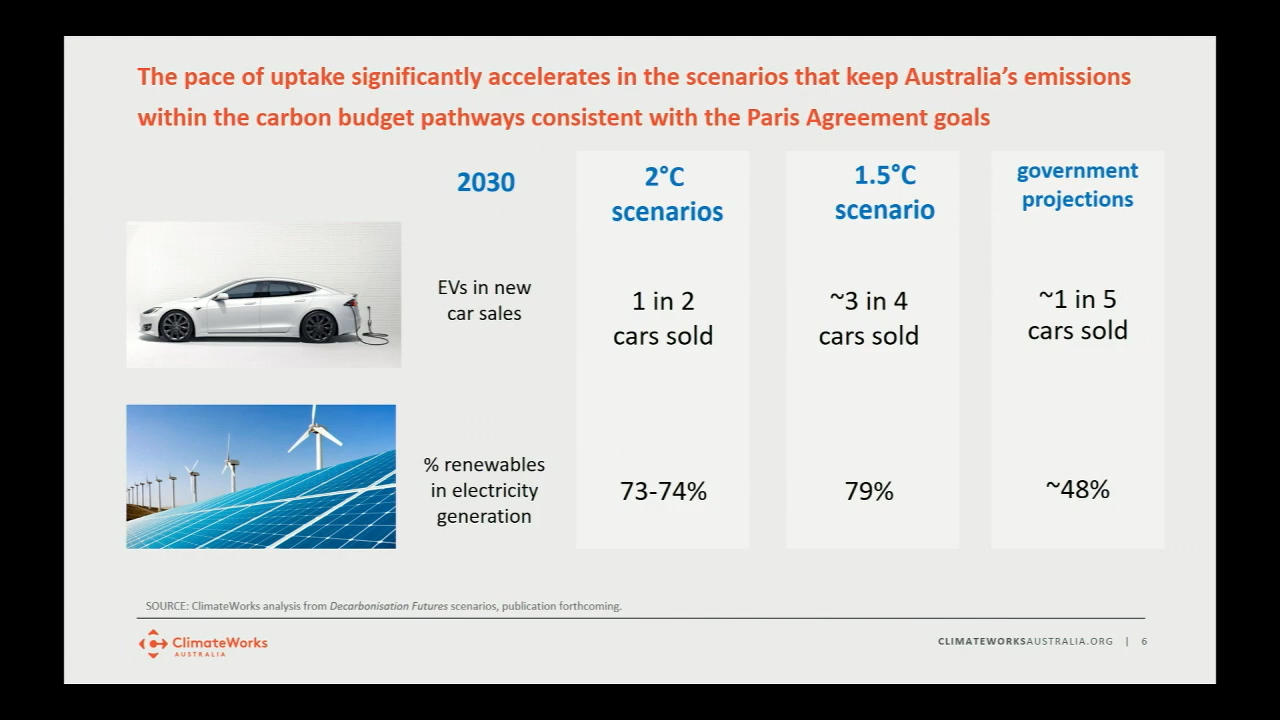 The pace of uptake significantly accelerates in the scenarios that keep Australia's emissions
within the carbon budget pathways consistent with the Paris Agreement goals
2030
2°C
scenarios
1.5°C
scenario
government
projections
EVs in new
car sales
1 in 2
cars sold
~3 in 4
cars sold
~1 in 5
cars sold
% renewables
in electricity
generation
73-74%
79%
~48%
SOURCE: ClimateWorks analysis from Decarbonisation Futures scenarios, publication forthcoming.
ClimateWorks
AUSTRALIA
CLIMATEWORKSAUSTRALIA.ORG | 6